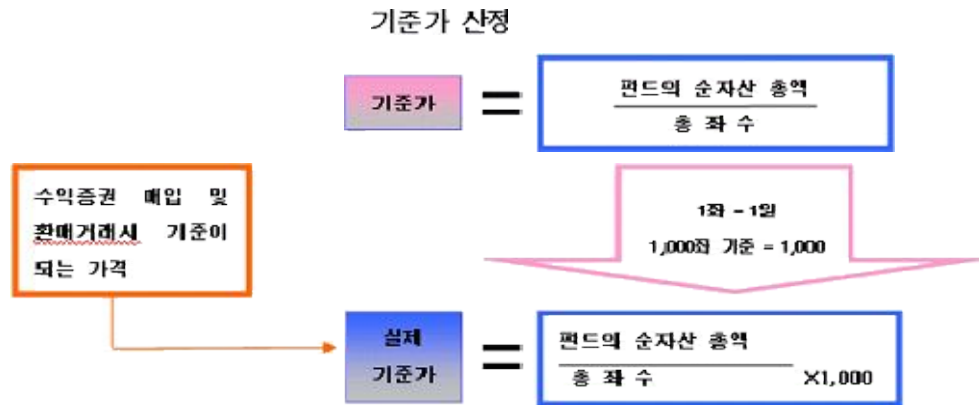 기준가 산정
기준가
=
펀드의 순자산 총액
총 좌 수
수익증권 매입 및
환매거래시 기준이
되는 가격
1좌 = 1원
1,000좌 기준 = 1,000
실제
기준가
=
펀드의 순자산 총액
총 좌 수 X1,000